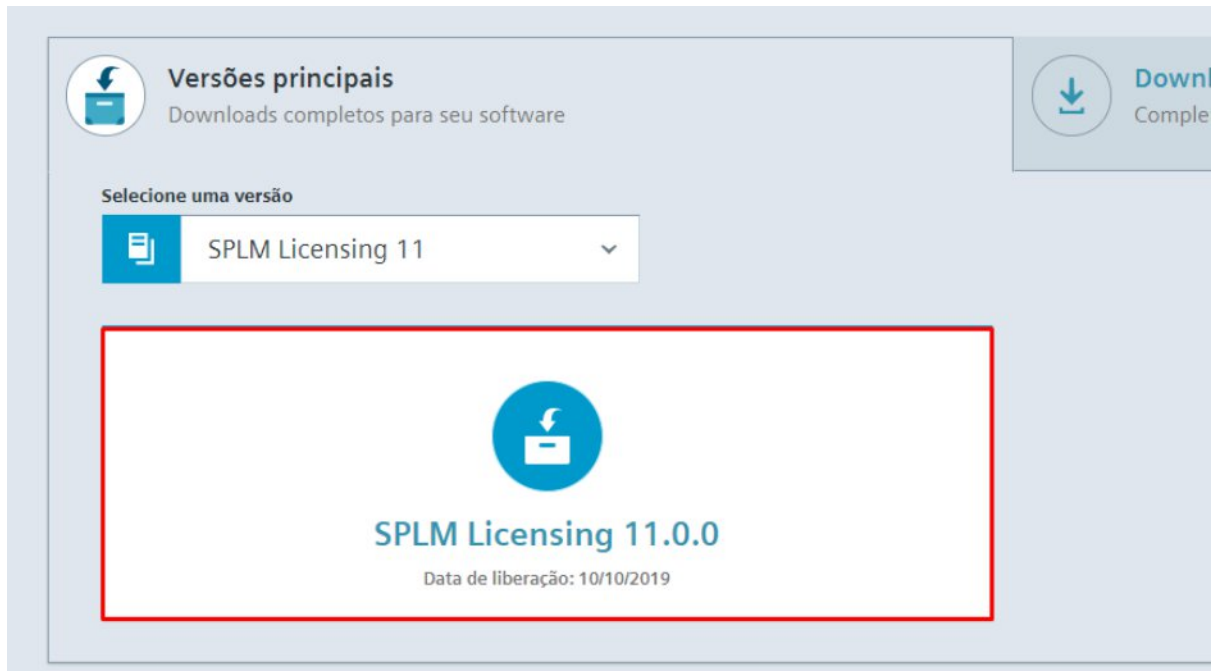 Versões principais
Downloads completos para seu software
Selecione uma versão
SPLM Licensing 11
SPLM Licensing 11.0.0
Data de liberação: 10/10/2019
Downl
Comple